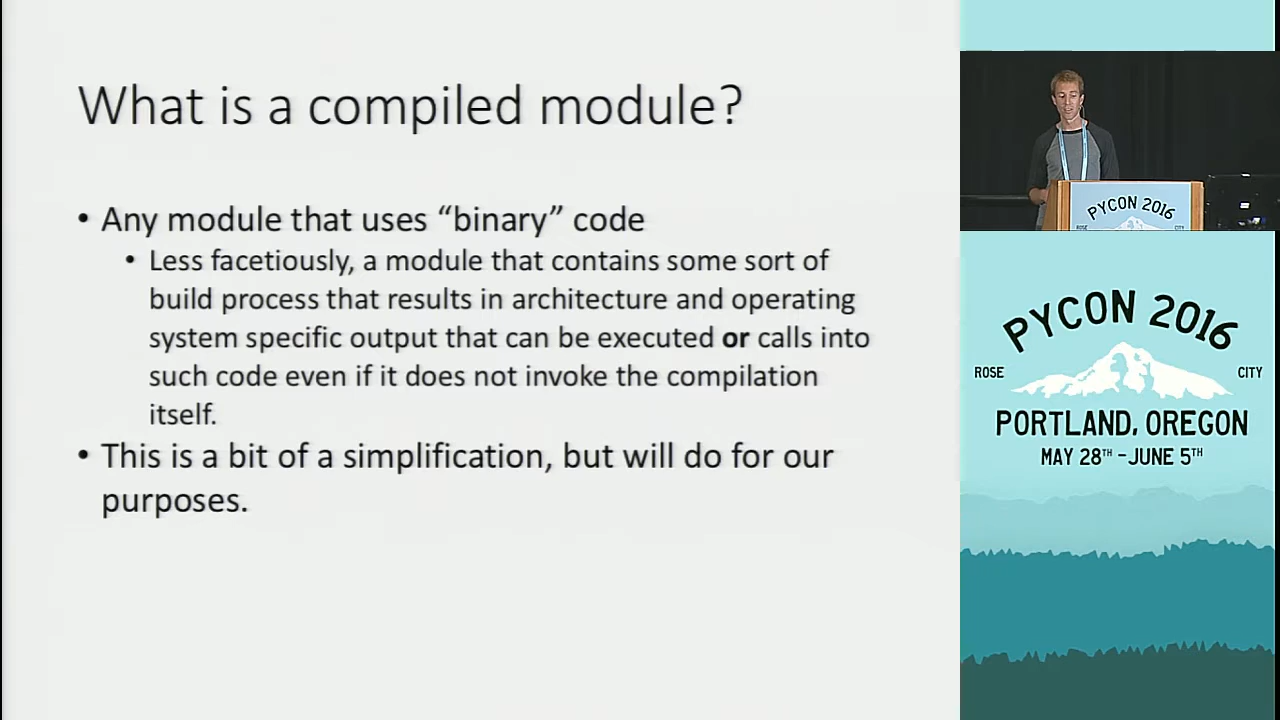 What is a compiled module?
• Any module that uses “binary” code
• Less facetiously, a module that contains some sort of
build process that results in architecture and operating
system specific output that can be executed or calls into
such code even if it does not invoke the compilation
itself.
• This is a bit of a simplification, but will do for our
purposes.
PYCON 2016
ROSE
CITY
PYCON 2016
ROSE
CITY
PORTLAND, OREGON
MAY 28TH - JUNE 5TH